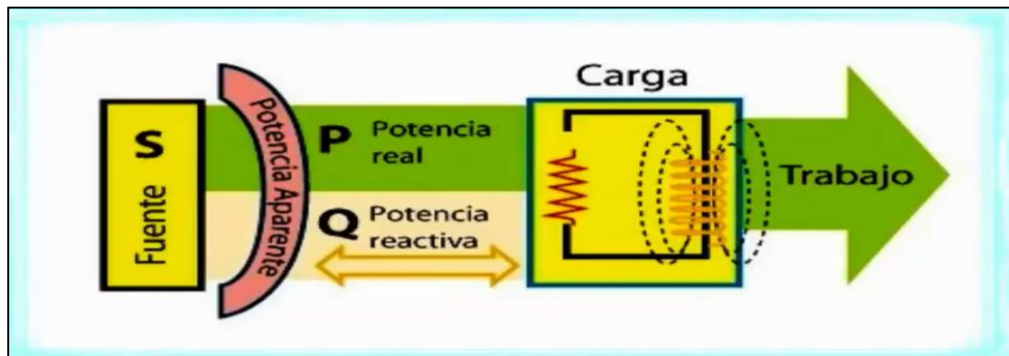 S
Fuente
Potencia Aparente
P Potencia
real
Q Potencia
reactiva
Carga
Trabajo